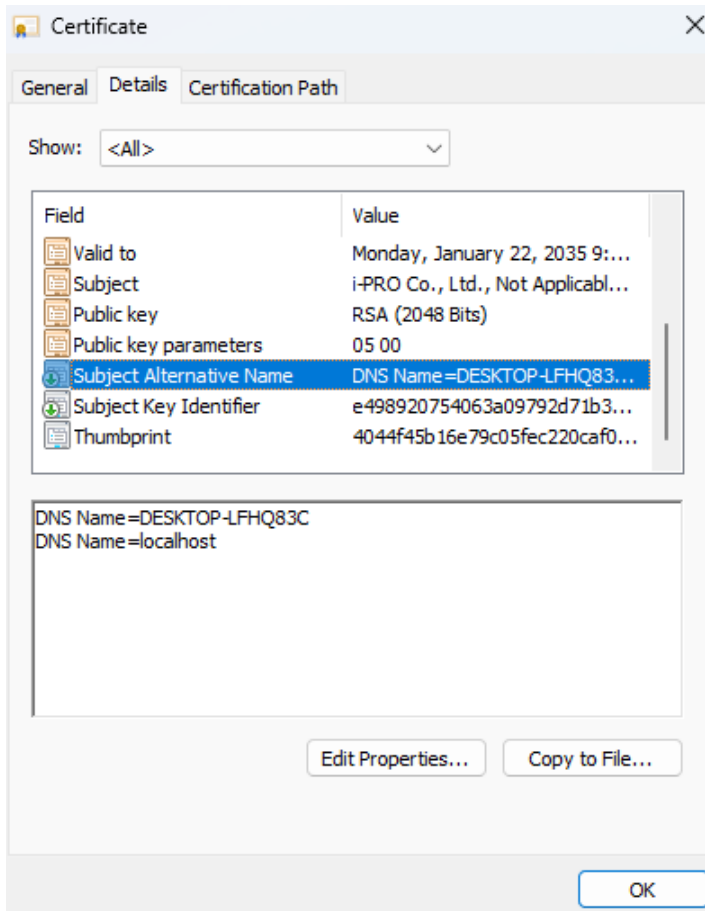 Certificate
General Details Certification Path
Show: <All>
Field Value
Valid to Monday, January 22, 2035 9:...
Subject i-PRO Co., Ltd., Not Applicabl...
Public key RSA (2048 Bits)
Public key parameters 05 00
Subject Alternative Name DNS Name=DESKTOP-LFHQ83...
Subject Key Identifier e498920754063a09792d71b3...
Thumbprint 4044f45b16e79c05fec220caf0...
DNS Name=DESKTOP-LFHQ83C
DNS Name=localhost
Edit Properties... Copy to File...
OK